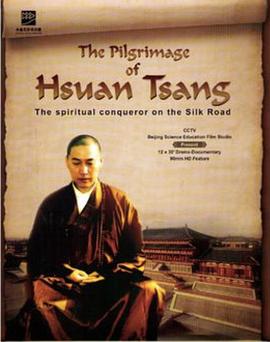 The Pilgrimage
of
Hsuan Tsang
The spiritual conqueror on the Silk Road
CCTV
Beijing Science Education Film Studio
Present
12 x 30' Drama-Documentary
90min HD Feature